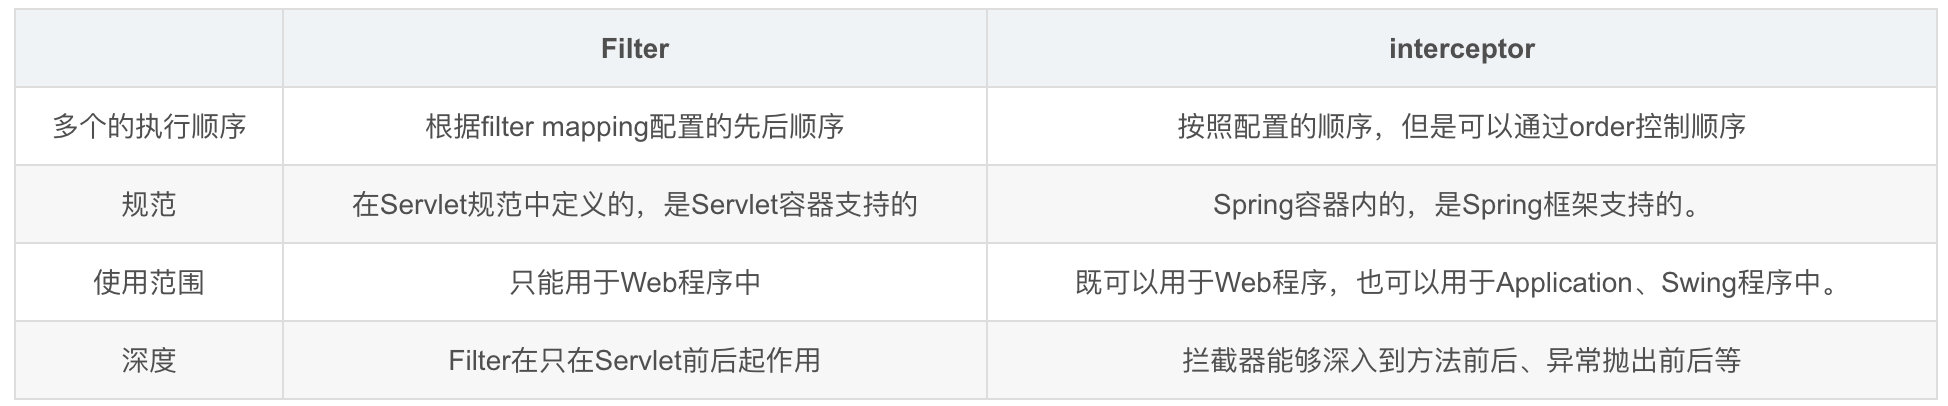 Filter interceptor
多个的执行顺序 根据filter mapping配置的先后顺序 按照配置的顺序，但是可以通过order控制顺序
规范 在Servlet规范中定义的，是Servlet容器支持的 Spring容器内的，是Spring框架支持的。
使用范围 只能用于Web程序中 既可以用于Web程序，也可以用于Application、Swing程序中。
深度 Filter在只在Servlet前后起作用 拦截器能够深入到方法前后、异常抛出前后等